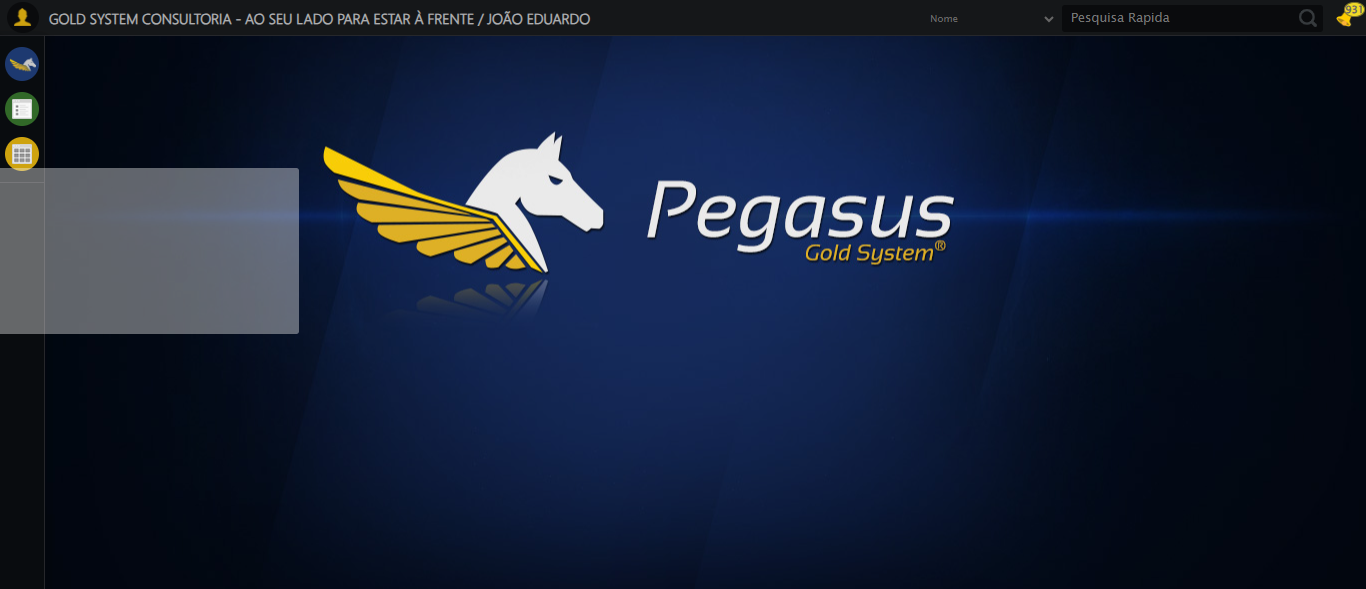 GOLD SYSTEM CONSULTORIA - AO SEU LADO PARA ESTAR À FRENTE / JOÃO EDUARDO
Nome
Pesquisa Rapida
931
Pegasus
Gold System®